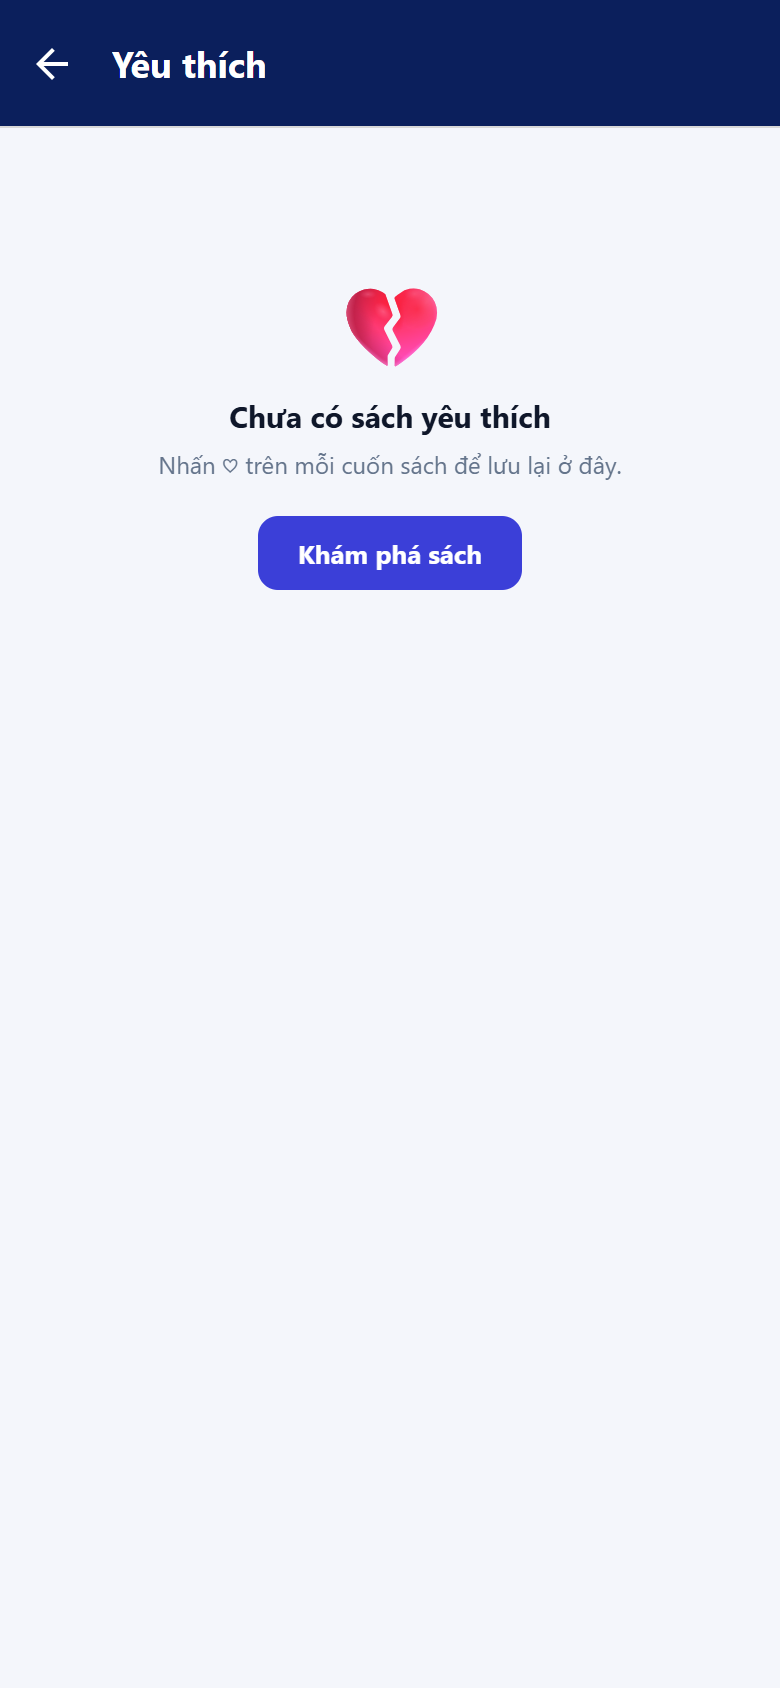 Yêu thích
Chưa có sách yêu thích
Nhấn ♡ trên mỗi cuốn sách để lưu lại ở đây.
Khám phá sách